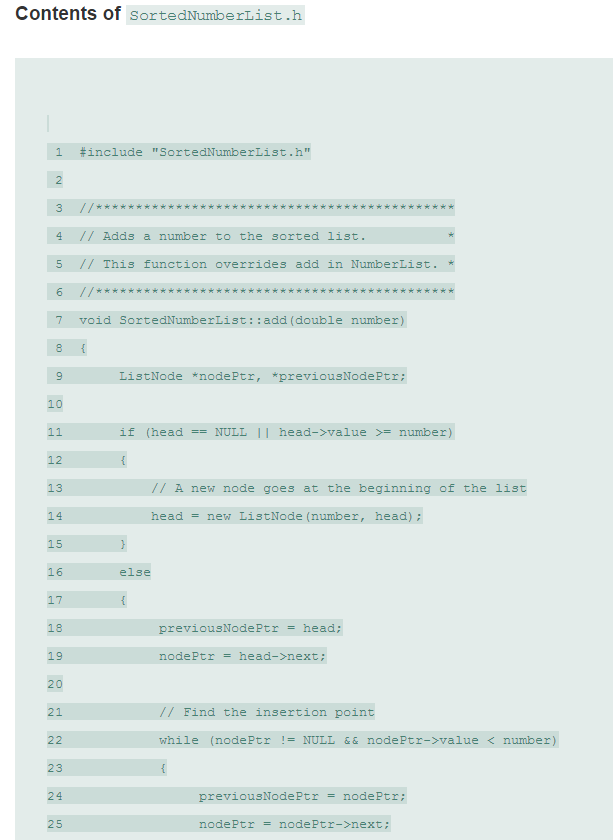 Contents of SortedNumberList.h
1 #include "SortedNumberList.h"
2
3 //*********************************************
4 // Adds a number to the sorted list.          *
5 // This function overrides add in NumberList. *
6 //*********************************************
7 void SortedNumberList::add(double number)
8 {
9     ListNode *nodePtr, *previousNodePtr;
10
11     if (head == NULL || head->value >= number)
12     {
13         // A new node goes at the beginning of the list
14         head = new ListNode(number, head);
15     }
16     else
17     {
18          previousNodePtr = head;
19          nodePtr = head->next;
20
21          // Find the insertion point
22          while (nodePtr != NULL && nodePtr->value < number)
23          {
24               previousNodePtr = nodePtr;
25               nodePtr = nodePtr->next;